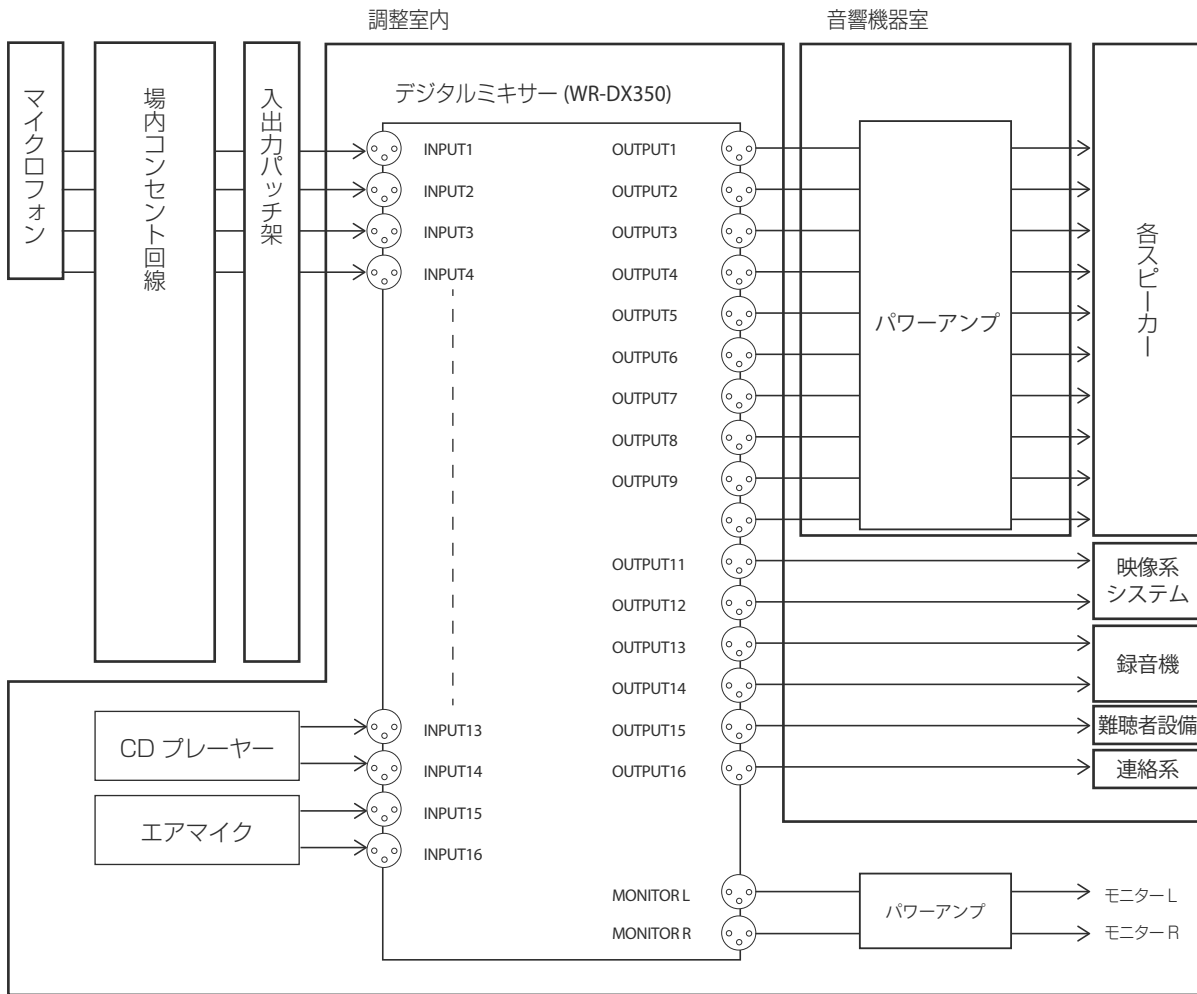 調整室内
音響機器室
マイクロフォン
場内コンセント回線
入出力パッチ架
デジタルミキサー (WR-DX350)
INPUT1
INPUT2
INPUT3
INPUT4
INPUT13
INPUT14
INPUT15
INPUT16
CD プレーヤー
エアマイク
OUTPUT1
OUTPUT2
OUTPUT3
OUTPUT4
OUTPUT5
OUTPUT6
OUTPUT7
OUTPUT8
OUTPUT9
OUTPUT11
OUTPUT12
OUTPUT13
OUTPUT14
OUTPUT15
OUTPUT16
MONITOR L
MONITOR R
パワーアンプ
各スピーカー
映像系
システム
録音機
難聴者設備
連絡系
パワーアンプ
モニター L
モニター R